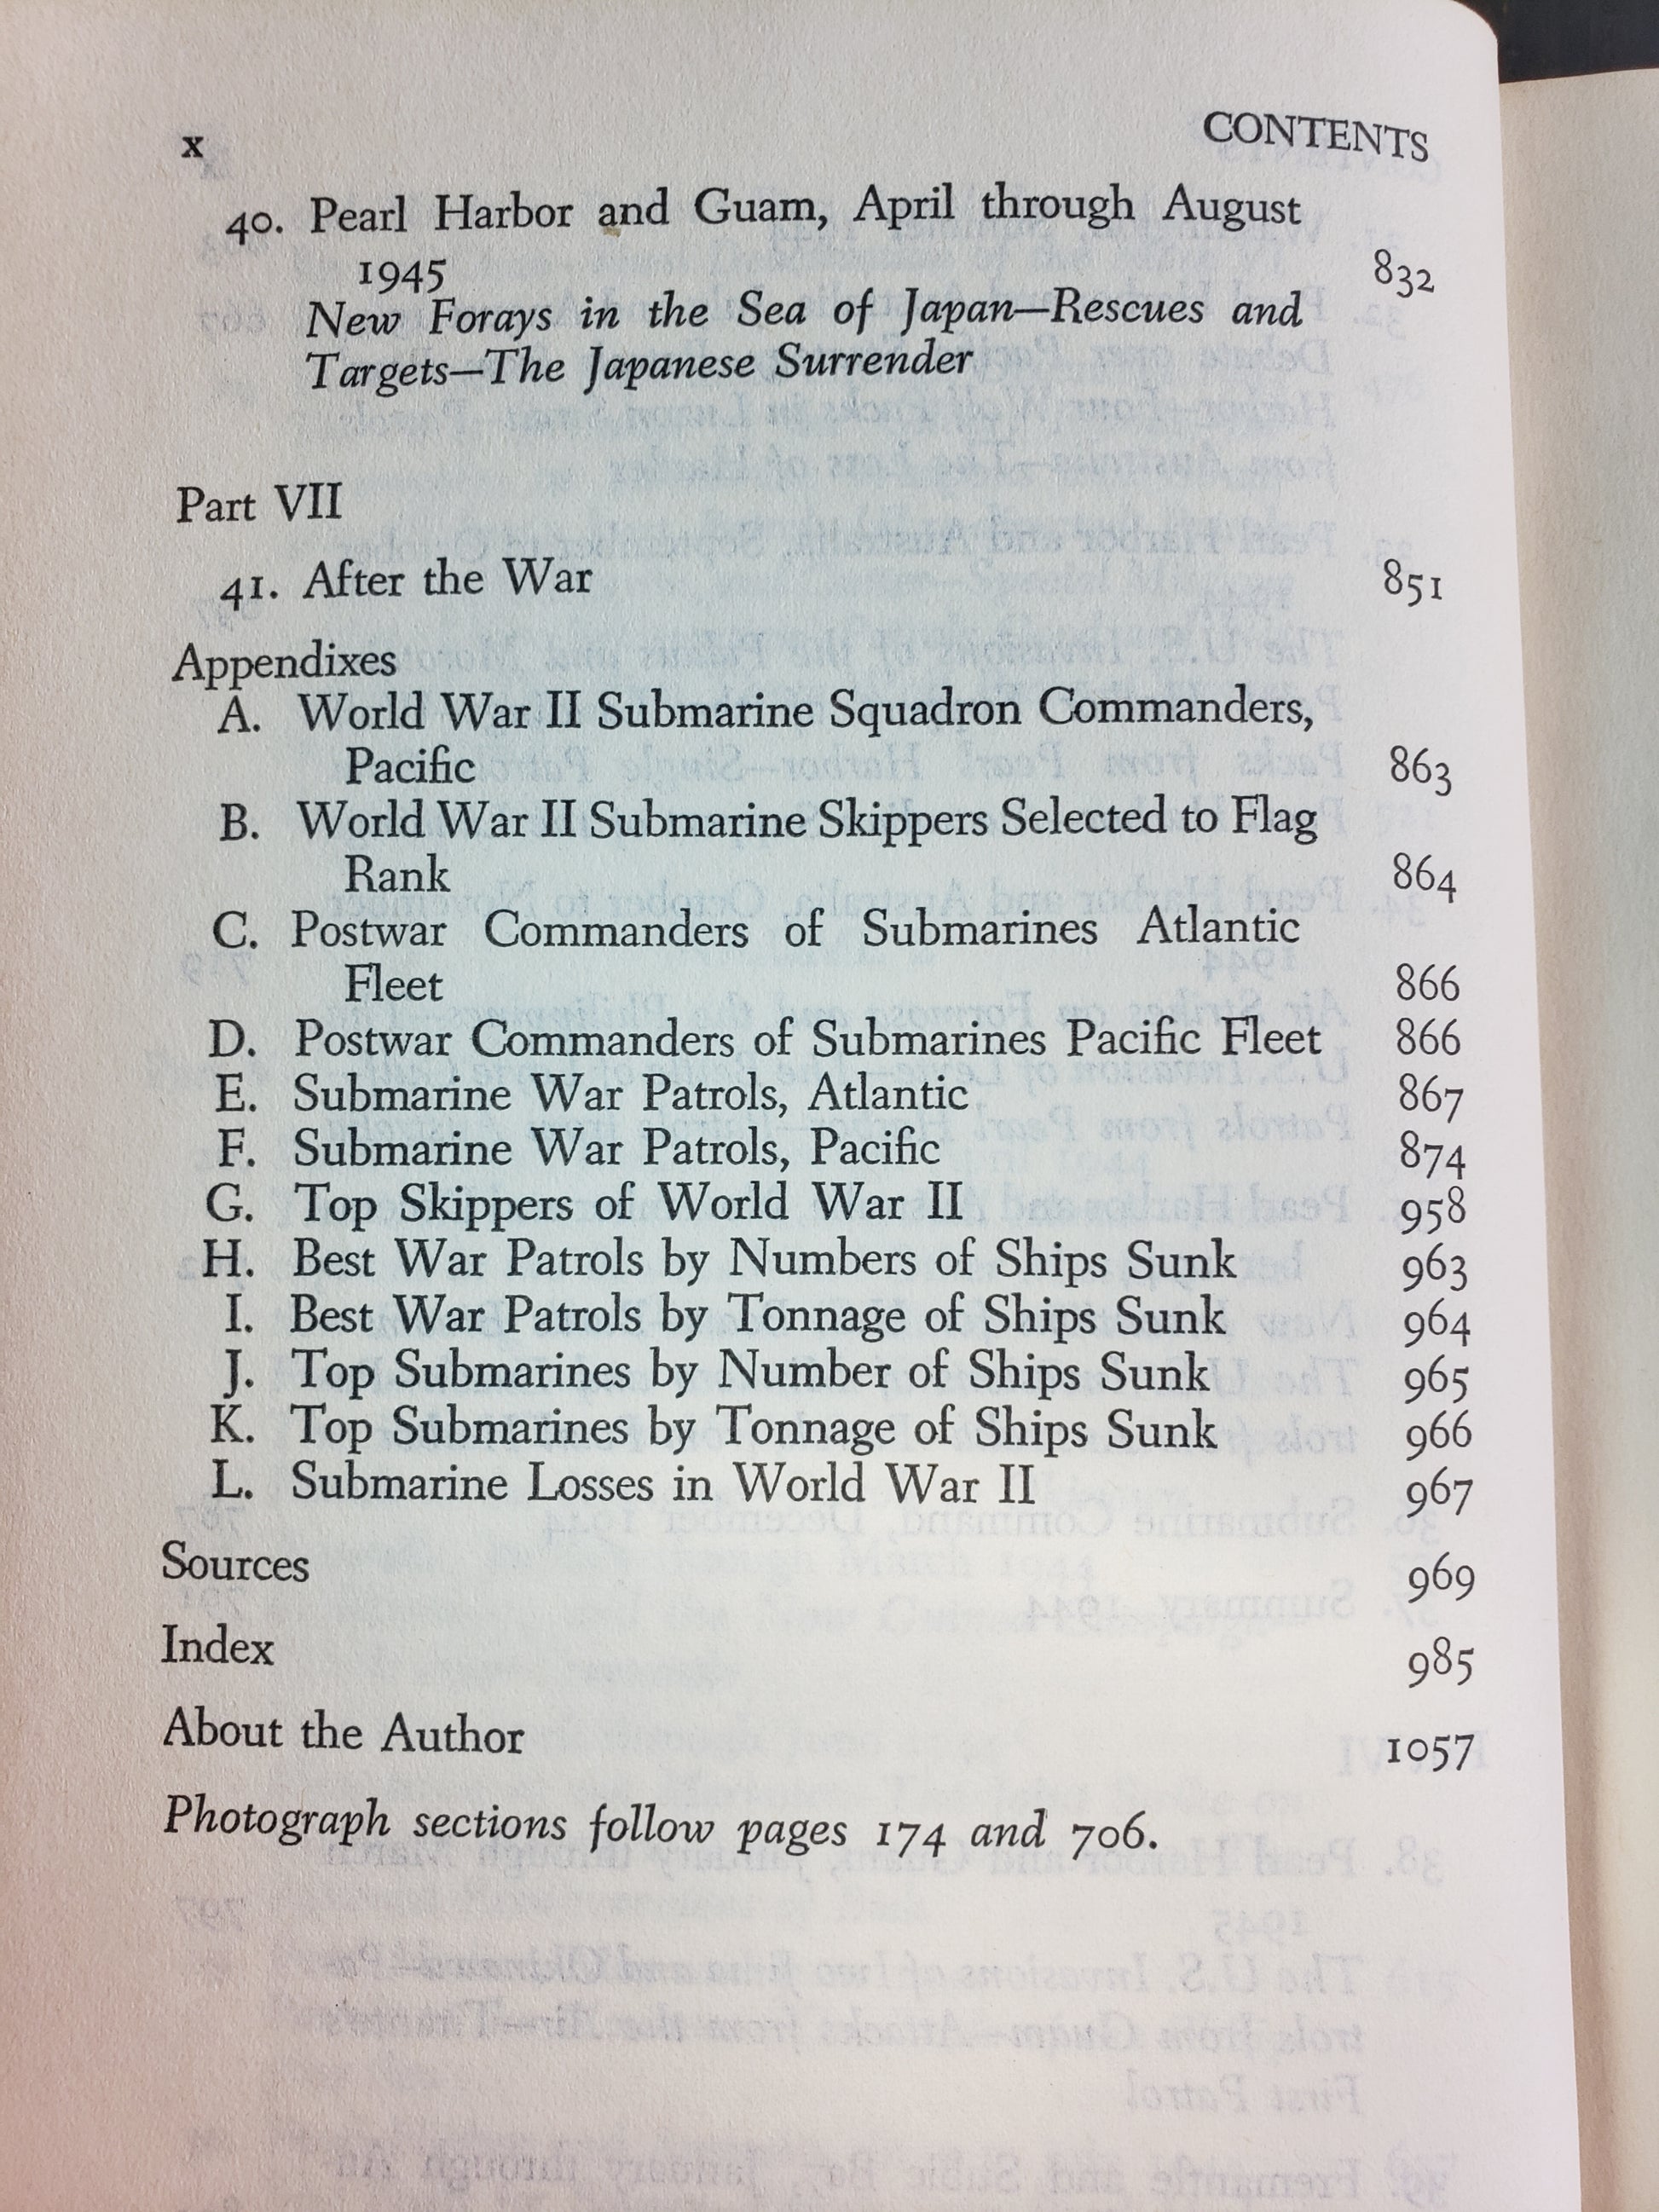 x CONTENTS
40. Pearl Harbor and Guam, April through August
1945 832
New Forays in the Sea of Japan—Rescues and
Targets—The Japanese Surrender
Part VII
41. After the War 851
Appendixes
A. World War II Submarine Squadron Commanders,
Pacific 863
B. World War II Submarine Skippers Selected to Flag
Rank 864
C. Postwar Commanders of Submarines Atlantic
Fleet 866
D. Postwar Commanders of Submarines Pacific Fleet 866
E. Submarine War Patrols, Atlantic 867
F. Submarine War Patrols, Pacific 874
G. Top Skippers of World War II 958
H. Best War Patrols by Numbers of Ships Sunk 963
I. Best War Patrols by Tonnage of Ships Sunk 964
J. Top Submarines by Number of Ships Sunk 965
K. Top Submarines by Tonnage of Ships Sunk 966
L. Submarine Losses in World War II 967
Sources 969
Index 985
About the Author 1057
Photograph sections follow pages 174 and 706.